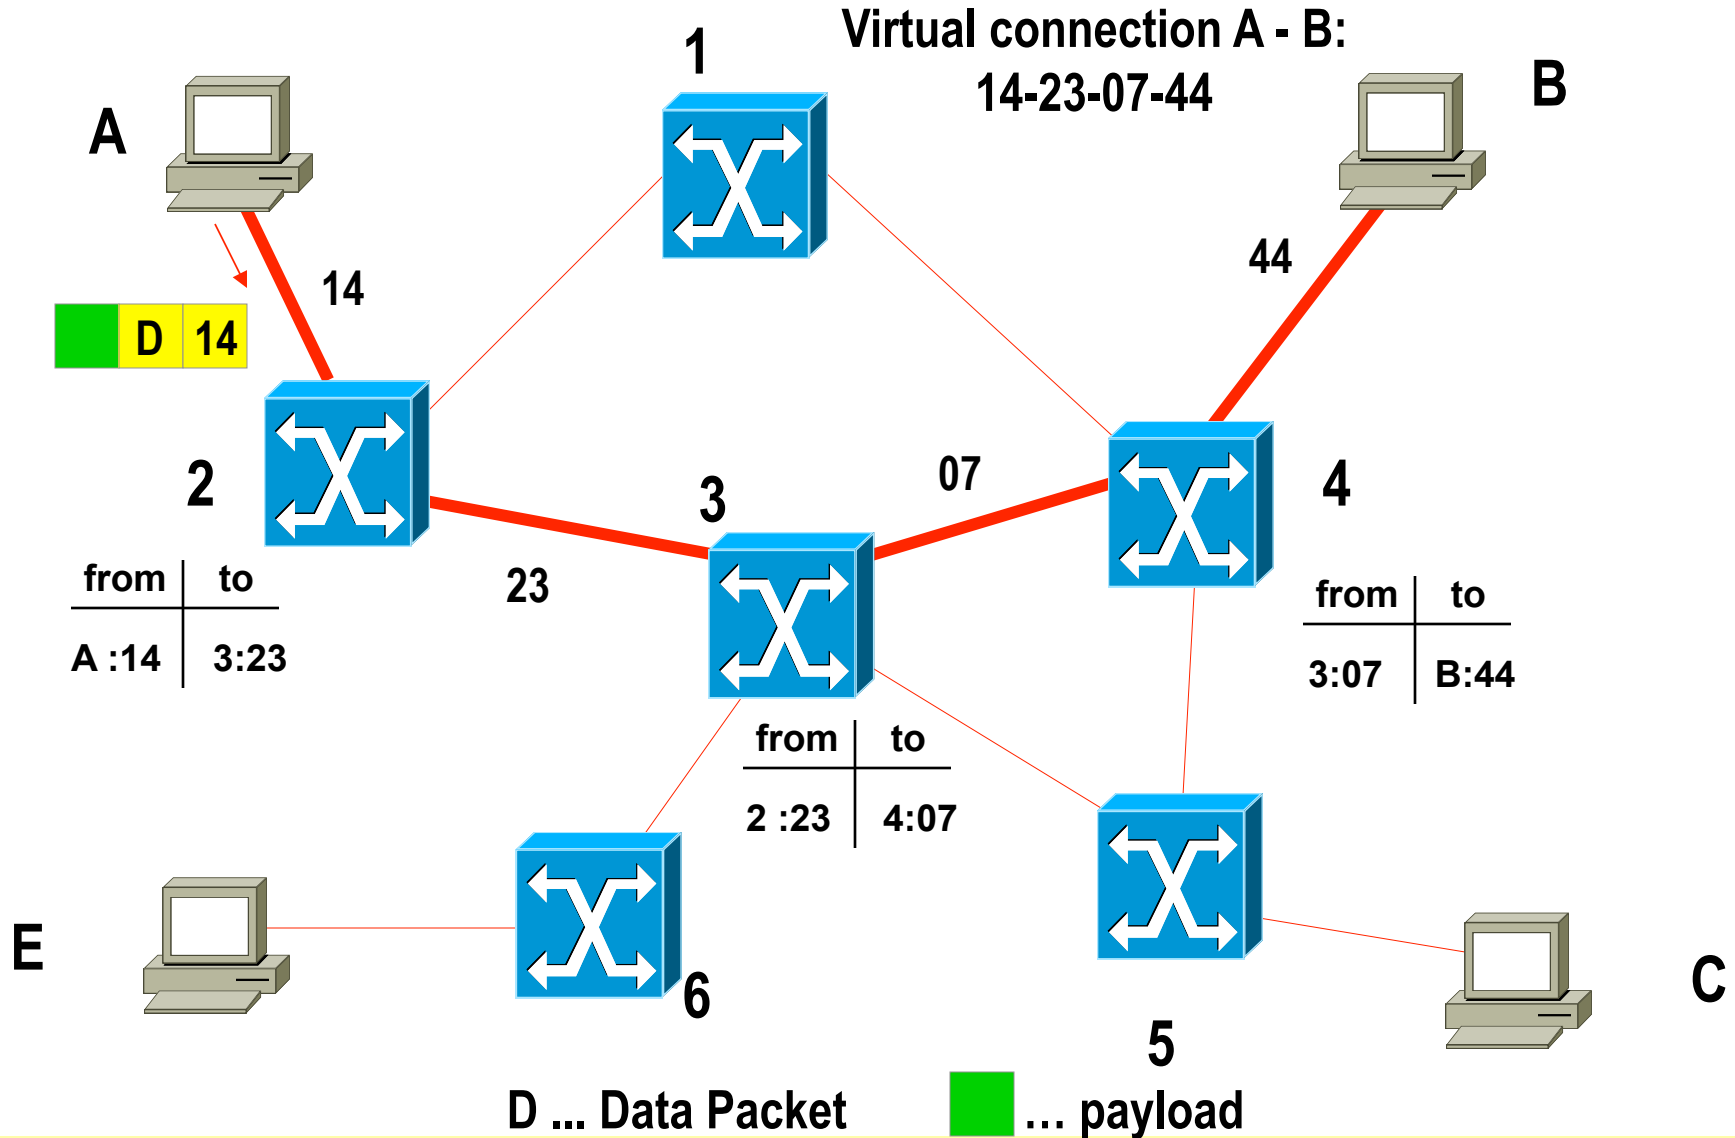 Virtual connection A - B:
14-23-07-44
1
A
B
14
44
D 14
2
3
07
4
23
from to
A :14 3:23
from to
3:07 B:44
from to
2 :23 4:07
E
6
C
5
D ... Data Packet
... payload